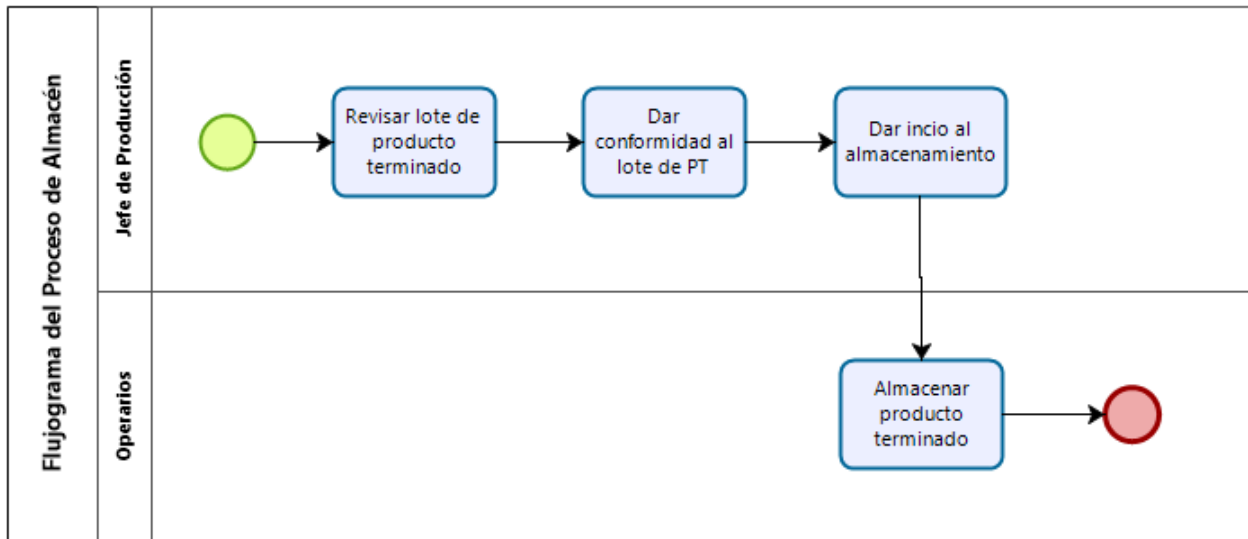 Flujograma del Proceso de Almacén
Jefe de Producción
Revisar lote de
producto
terminado
Dar
conformidad al
lote de PT
Dar incio al
almacenamiento
Operarios
Almacenar
producto
terminado